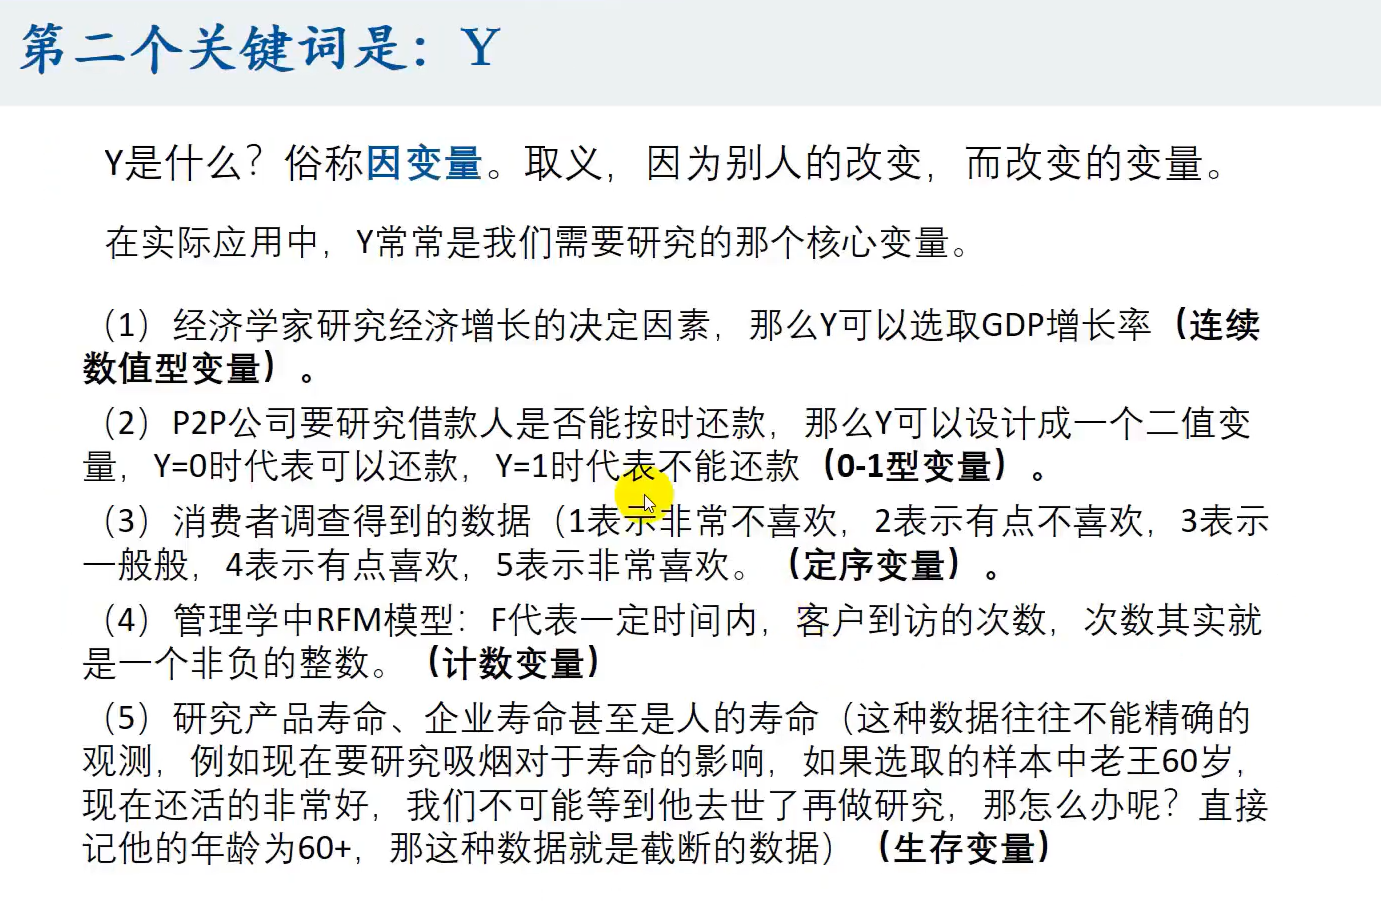 第二个关键词是：Y
Y是什么？俗称因变量。取义，因为别人的改变，而改变的变量。
在实际应用中，Y常常是我们需要研究的那个核心变量。
（1）经济学家研究经济增长的决定因素，那么Y可以选取GDP增长率（连续
数值型变量）。
（2）P2P公司要研究借款人是否能按时还款，那么Y可以设计成一个二值变
量，Y=0时代表可以还款，Y=1时代表不能还款（0-1型变量）。
（3）消费者调查得到的数据（1表示非常不喜欢，2表示有点不喜欢，3表示
一般般，4表示有点喜欢，5表示非常喜欢。（定序变量）。
（4）管理学中RFM模型：F代表一定时间内，客户到访的次数，次数其实就
是一个非负的整数。（计数变量）
（5）研究产品寿命、企业寿命甚至是人的寿命（这种数据往往不能精确的
观测，例如现在要研究吸烟对于寿命的影响，如果选取的样本中老王60岁，
现在还活的非常好，我们不可能等到他去世了再做研究，那怎么办呢？直接
记他的年龄为60+，那这种数据就是截断的数据）（生存变量）